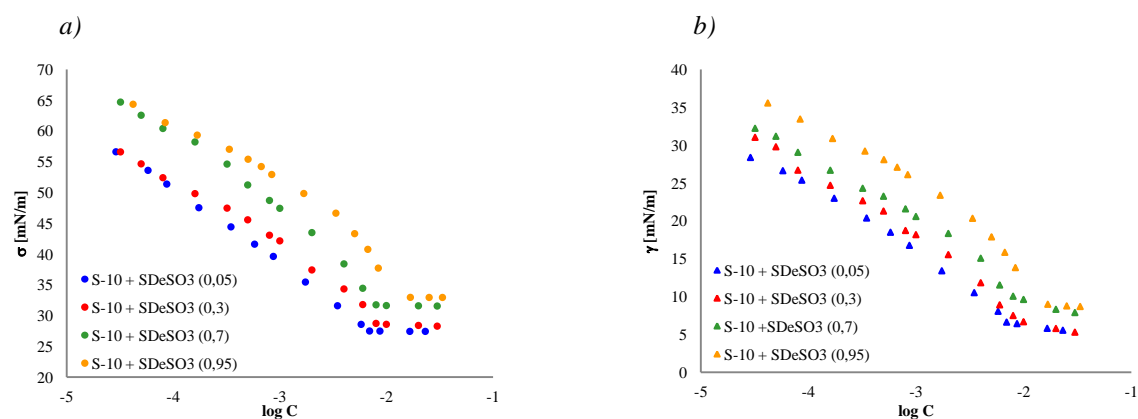 a)
70
65
60
55
50
45
40
35
30
25
20
σ [mN/m]
S-10 + SDeSO3 (0,05)
S-10 + SDeSO3 (0,3)
S-10 + SDeSO3 (0,7)
S-10 + SDeSO3 (0,95)
-5 -4 -3 -2 -1
log C
b)
40
35
30
25
20
15
10
5
0
γ [mN/m]
S-10 + SDeSO3 (0,05)
S-10 + SDeSO3 (0,3)
S-10 +SDeSO3 (0,7)
S-10 + SDeSO3 (0,95)
-5 -4 -3 -2 -1
log C